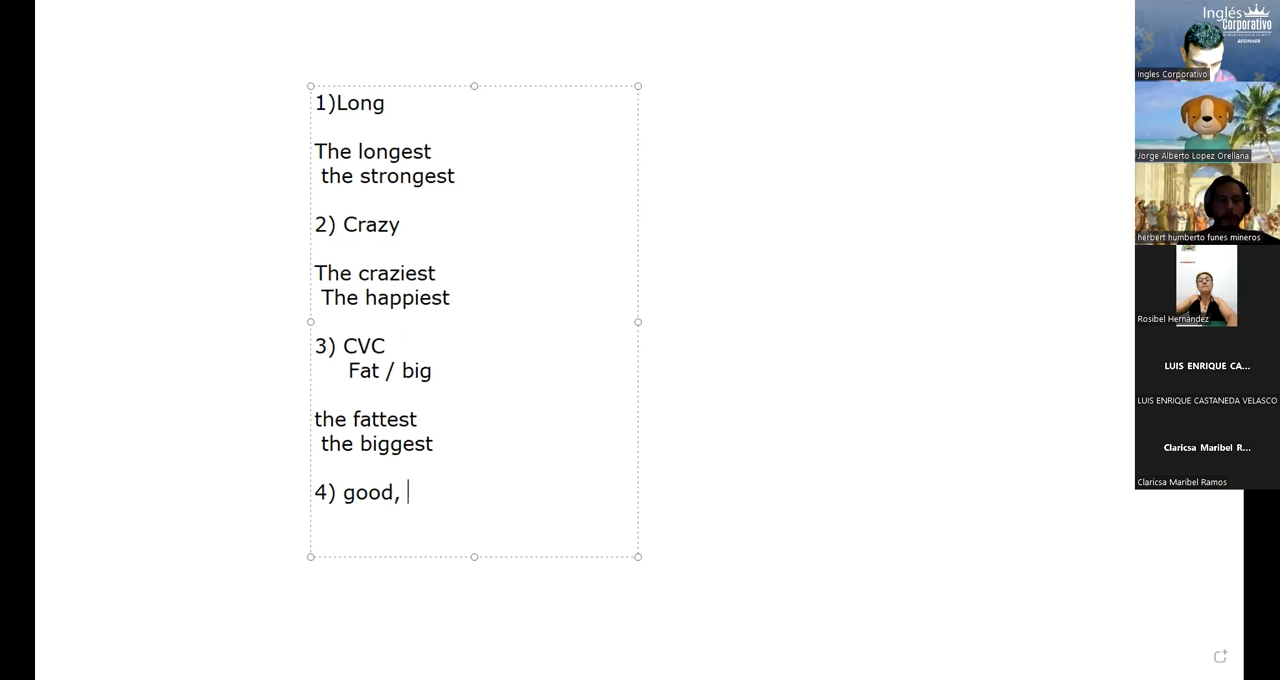 1)Long
The longest
the strongest
2) Crazy
The craziest
The happiest
3) CVC
Fat / big
the fattest
the biggest
4) good,
Inglés
Corporativo
BEGINNER
Ingles Corporativo
Jorge Alberto Lopez Orellana
herbert humberto funes mineros
Rosibel Hernández
LUIS ENRIQUE CA...
LUIS ENRIQUE CASTANEDA VELASCO
Claricsa Maribel R...
Claricsa Maribel Ramos